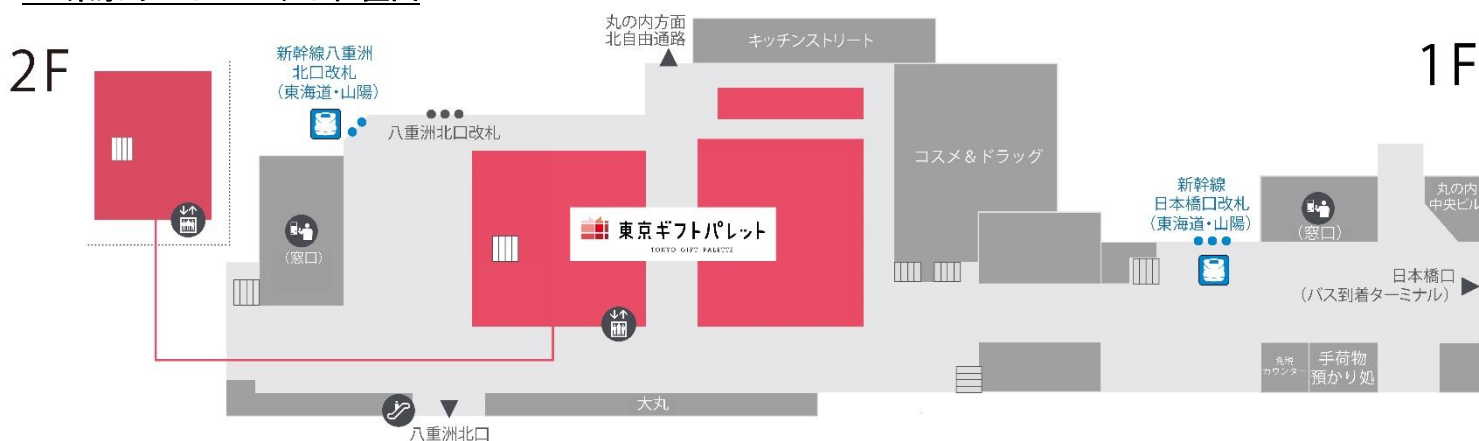 2F
新幹線八重洲
北口改札
（東海道・山陽）
八重洲北口改札
丸の内方面
北自由通路
キッチンストリート
1F
コスメ＆ドラッグ
新幹線
日本橋口改札
（東海道・山陽）
（窓口）
丸の内
中央ビル
（窓口）
東京ギフトパレット
TOKYO GIFT PALETTE
日本橋口
（バス到着ターミナル）
免税
カウンター
手荷物
預かり処
大丸
八重洲北口